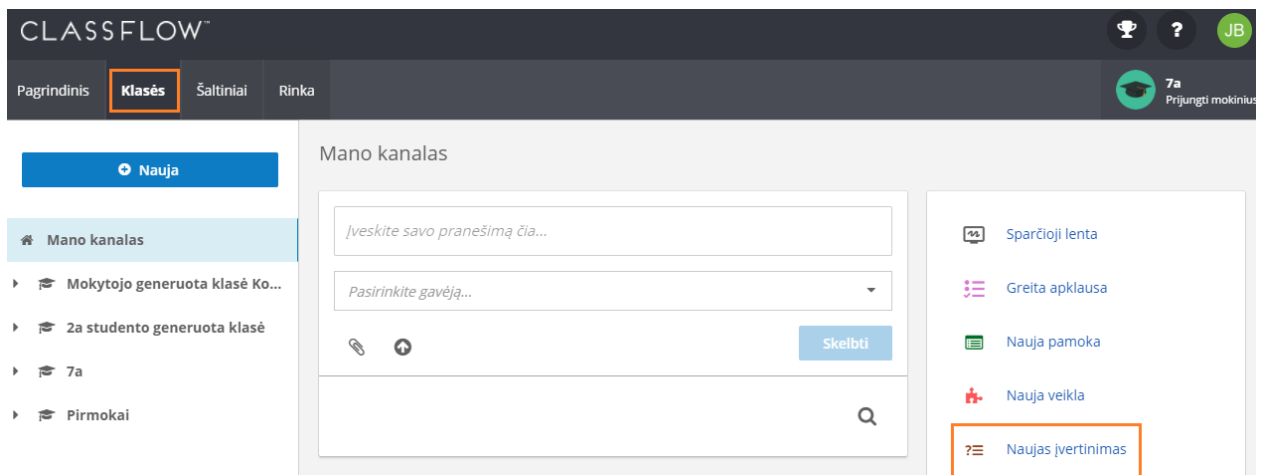 CLASSFLOW™
JB
Pagrindinis
Klasės
Šaltiniai
Rinka
7a
Prijungti mokinius
Nauja
Mano kanalas
Mokytojo generuota klasė Ko...
2a studento generuota klasė
7a
Pirmokai
Mano kanalas
Įveskite savo pranešimą čia...
Pasirinkite gavėją...
Skelbti
Sparčioji lenta
Greita apklausa
Nauja pamoka
Nauja veikla
Naujas įvertinimas